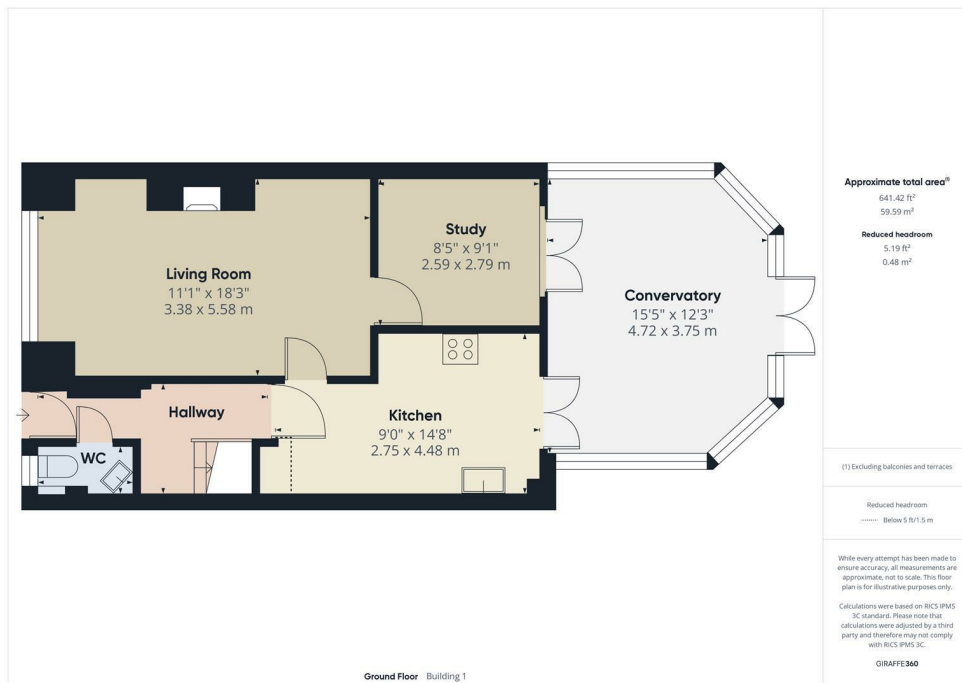 Living Room
11'1" x 18'3"
3.38 x 5.58 m
Study
8'5" x 9'1"
2.59 x 2.79 m
Convervatory
15'5" x 12'3"
4.72 x 3.75 m
Hallway
Kitchen
9'0" x 14'8"
2.75 x 4.48 m
WC
Ground Floor Building 1
Approximate total area⁽¹⁾
641.42 ft²
59.59 m²
Reduced headroom
5.19 ft²
0.48 m²
(1) Excluding balconies and terraces
Reduced headroom
Below 5 ft/1.5 m
While every attempt has been made to
ensure accuracy, all measurements are
approximate, not to scale. This floor
plan is for illustrative purposes only.
Calculations were based on RICS IPMS
3C standard. Please note that
calculations were adjusted by a third
party and therefore may not comply
with RICS IPMS 3C.
GIRAFFE360